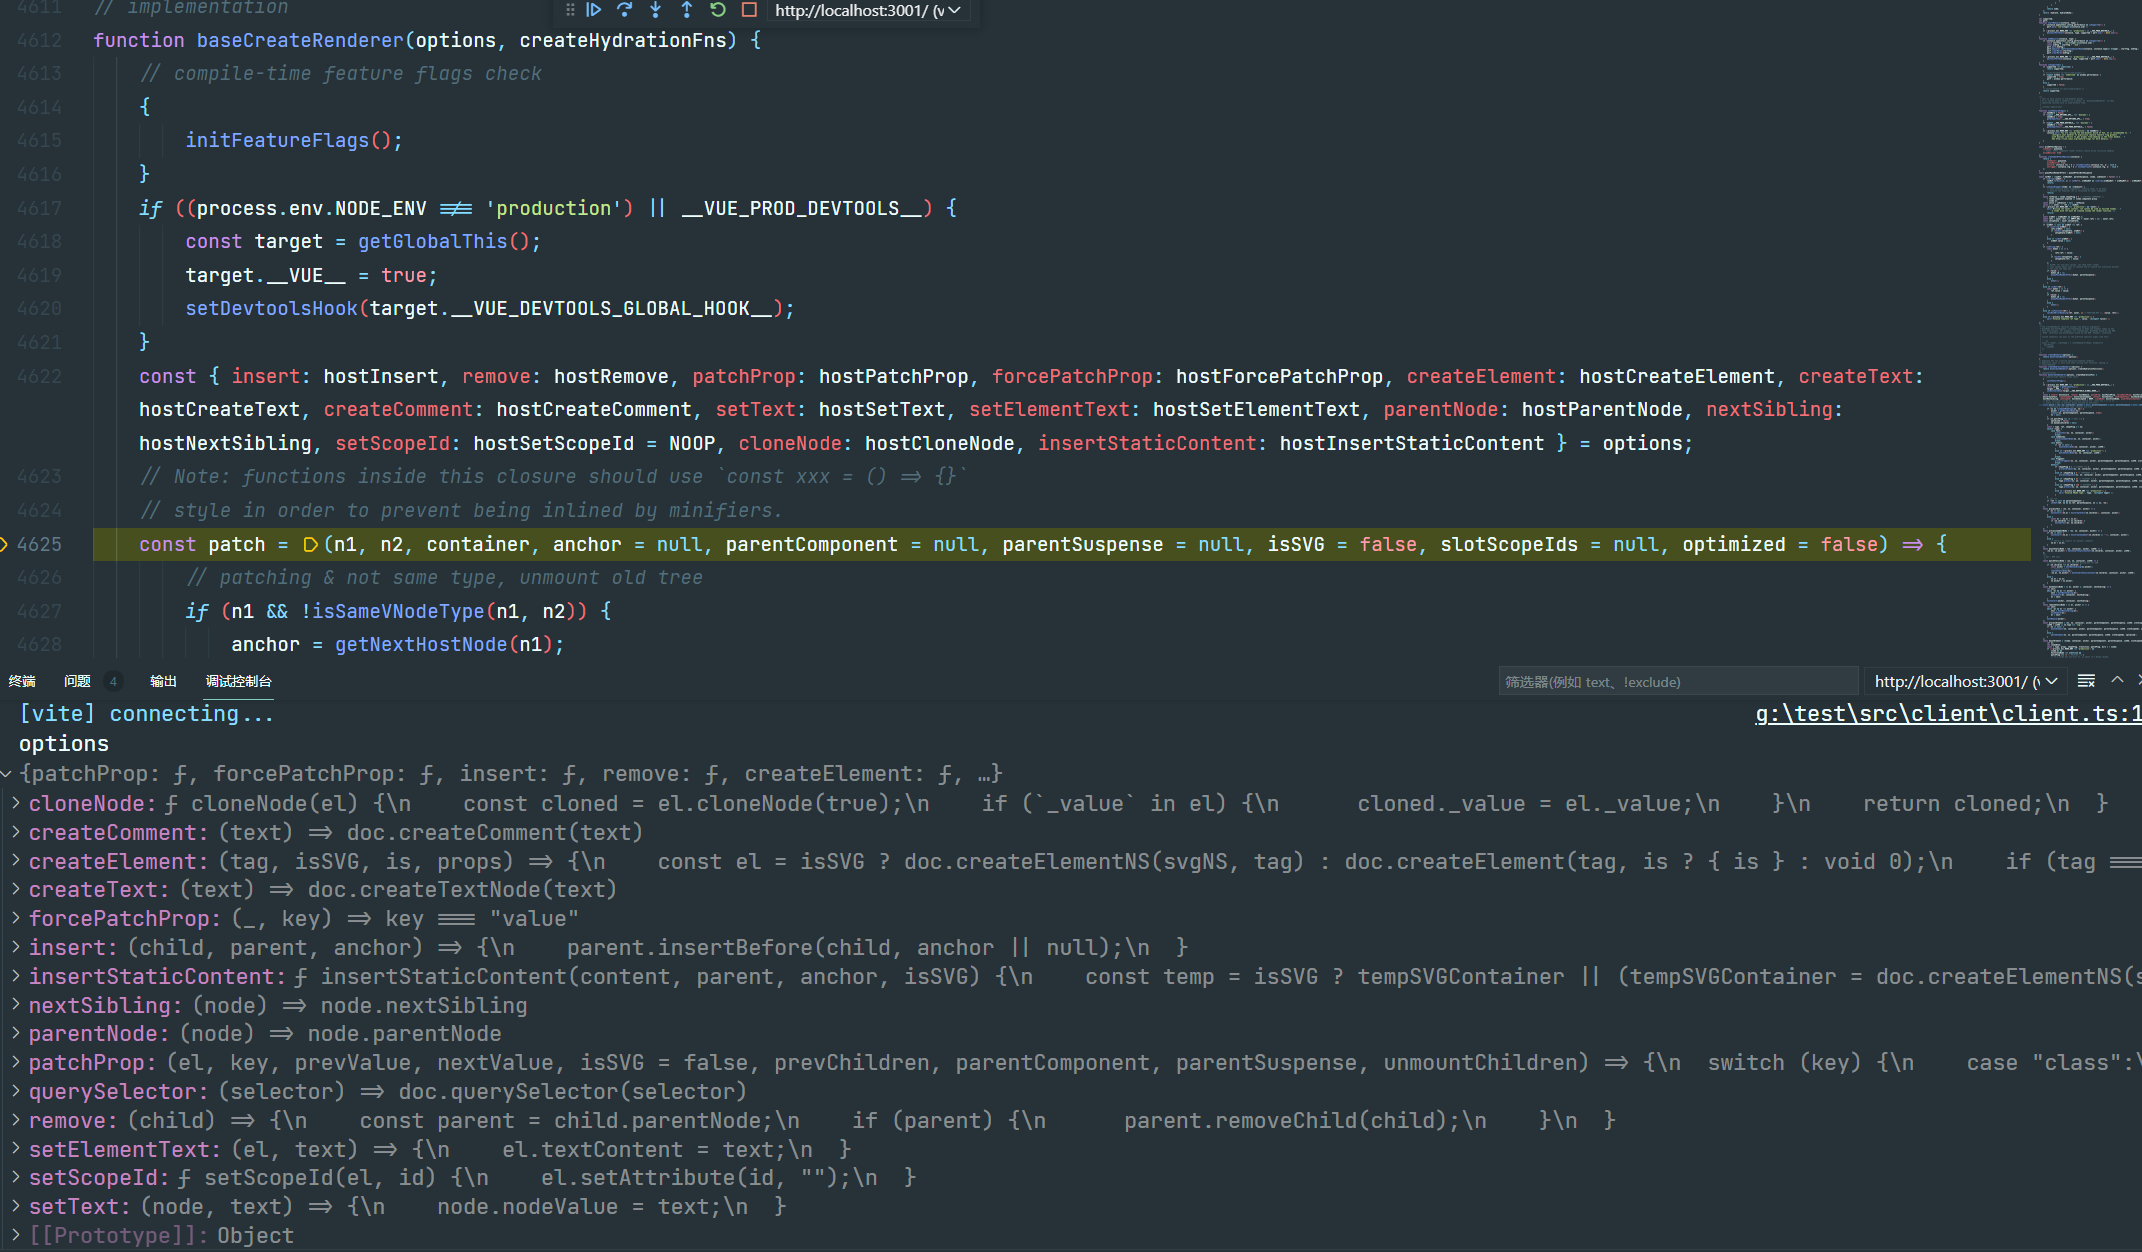 4611 // implementation
http://localhost:3001/ (v
4612 function baseCreateRenderer(options, createHydrationFns) {
4613 // compile-time feature flags check
4614 {
4615 initFeatureFlags();
4616 }
4617 if ((process.env.NODE_ENV !== 'production') || __VUE_PROD_DEVTOOLS__) {
4618 const target = getGlobalThis();
4619 target.__VUE__ = true;
4620 setDevtoolsHook(target.__VUE_DEVTOOLS_GLOBAL_HOOK__);
4621 }
4622 const { insert: hostInsert, remove: hostRemove, patchProp: hostPatchProp, forcePatchProp: hostForcePatchProp, createElement: hostCreateElement, createText:
hostCreateText, createComment: hostCreateComment, setText: hostSetText, setElementText: hostSetElementText, parentNode: hostParentNode, nextSibling:
hostNextSibling, setScopeId: hostSetScopeId = NOOP, cloneNode: hostCloneNode, insertStaticContent: hostInsertStaticContent } = options;
4623 // Note: functions inside this closure should use `const xxx = () => {}`
4624 // style in order to prevent being inlined by minifiers.
4625 const patch = (n1, n2, container, anchor = null, parentComponent = null, parentSuspense = null, isSVG = false, slotScopeIds = null, optimized = false) => {
4626 // patching & not same type, unmount old tree
4627 if (n1 && !isSameVNodeType(n1, n2)) {
4628 anchor = getNextHostNode(n1);
终端 问题 4 输出 调试控制台 筛选器(例如 text、!exclude) http://localhost:3001/ (v
[vite] connecting... g:\test\src\client\client.ts:1
options
{patchProp: ƒ, forcePatchProp: ƒ, insert: ƒ, remove: ƒ, createElement: ƒ, …}
cloneNode: ƒ cloneNode(el) {\n    const cloned = el.cloneNode(true);\n    if (`_value` in el) {\n      cloned._value = el._value;\n    }\n    return cloned;\n  }
createComment: (text) => doc.createComment(text)
createElement: (tag, isSVG, is, props) => {\n    const el = isSVG ? doc.createElementNS(svgNS, tag) : doc.createElement(tag, is ? { is } : void 0);\n    if (tag ===
createText: (text) => doc.createTextNode(text)
forcePatchProp: (_, key) => key === "value"
insert: (child, parent, anchor) => {\n    parent.insertBefore(child, anchor || null);\n  }
insertStaticContent: ƒ insertStaticContent(content, parent, anchor, isSVG) {\n    const temp = isSVG ? tempSVGContainer || (tempSVGContainer = doc.createElementNS(s
nextSibling: (node) => node.nextSibling
parentNode: (node) => node.parentNode
patchProp: (el, key, prevValue, nextValue, isSVG = false, prevChildren, parentComponent, parentSuspense, unmountChildren) => {\n  switch (key) {\n    case "class":\
querySelector: (selector) => doc.querySelector(selector)
remove: (child) => {\n    const parent = child.parentNode;\n    if (parent) {\n      parent.removeChild(child);\n    }\n  }
setElementText: (el, text) => {\n    el.textContent = text;\n  }
setScopeId: ƒ setScopeId(el, id) {\n    el.setAttribute(id, "");\n  }
setText: (node, text) => {\n    node.nodeValue = text;\n  }
[[Prototype]]: Object